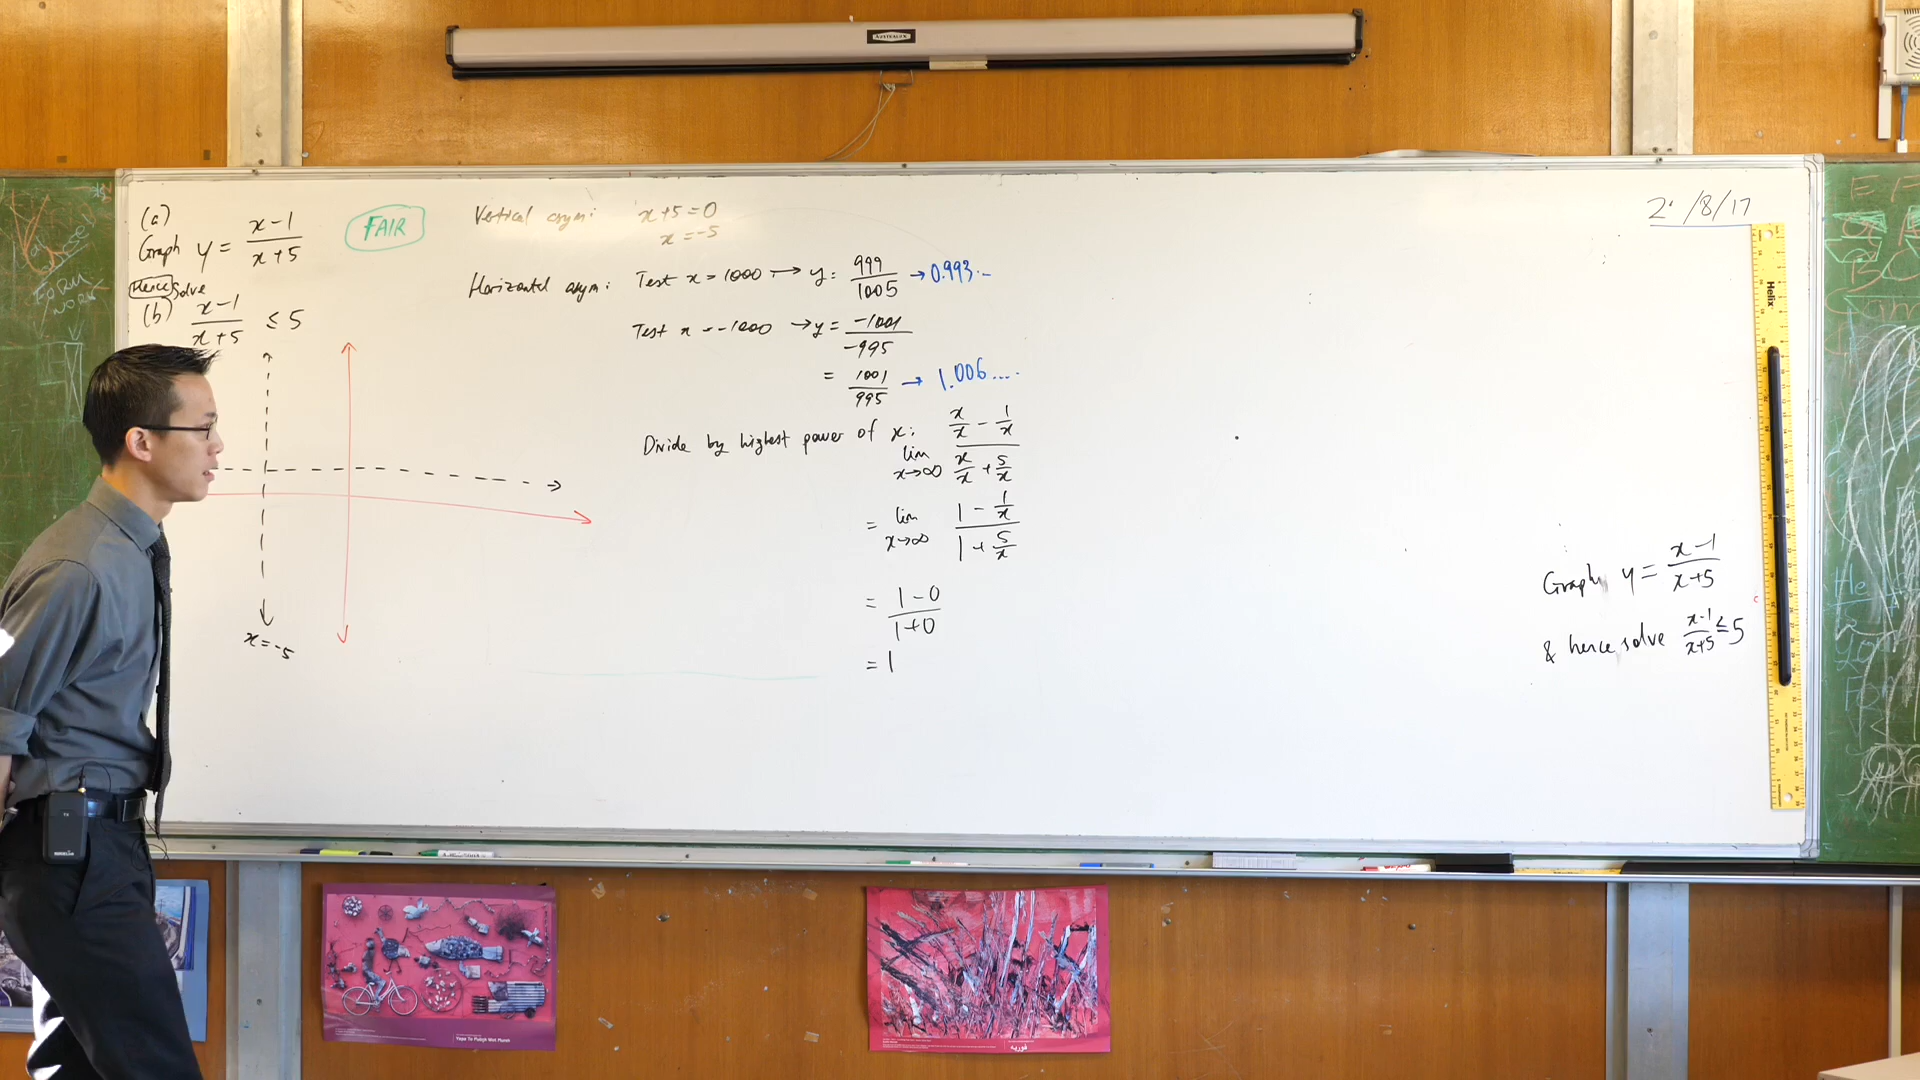 AUSTRALUX
(a)
Graph y = x-1 / x+5
Hence solve
(b) x-1 / x+5 ≤ 5
FAIR
Vertical asym: x+5=0
x=-5
Horizontal asym: Test x=1000 → y = 999/1005 → 0.993...
Test x=-1000 → y = -1001/-995
= 1001/995 → 1.006....
Divide by highest power of x:
lim x→∞ (x/x - 1/x) / (x/x + 5/x)
= lim x→∞ (1 - 1/x) / (1 + 5/x)
= 1-0 / 1+0
= 1
x=-5
/8/17
Helix
Graph y = x-1 / x+5
& hence solve x-1 / x+5 ≤ 5
FORM
WORK